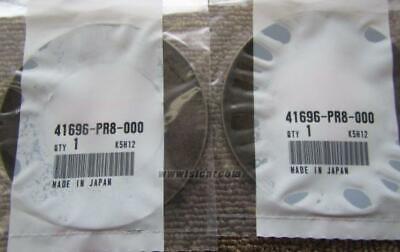 41696-PR8-000
QTY 1 K5H12
MADE IN JAPAN
41696-PR8-000
QTY 1 K5H12
MADE IN JAPAN